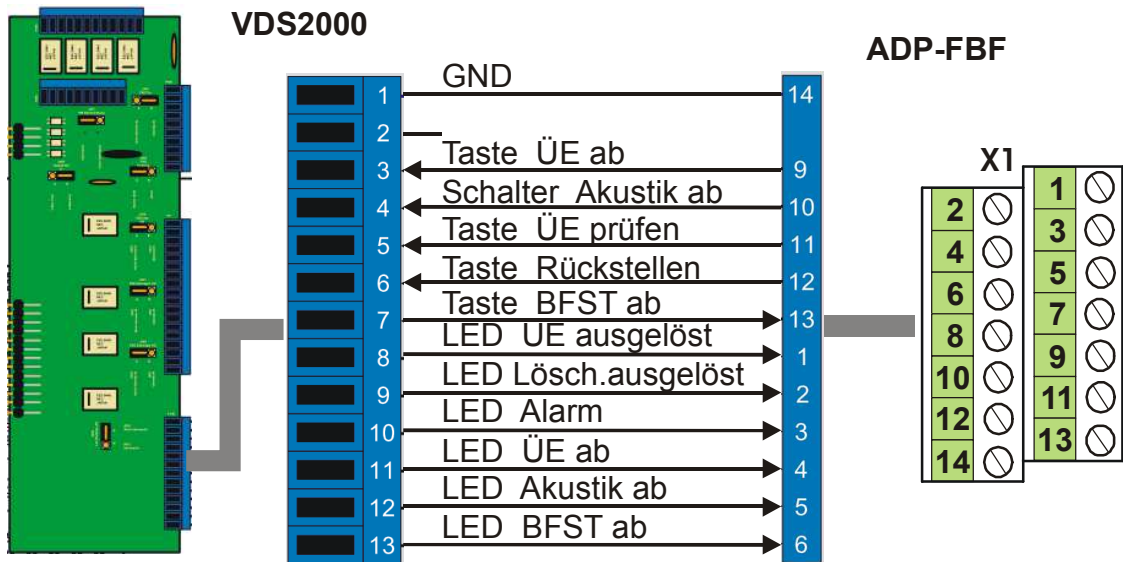 VDS2000
ADP-FBF
GND
1 14
2
Taste ÜE ab
3 9
Schalter Akustik ab
4 10
Taste ÜE prüfen
5 11
Taste Rückstellen
6 12
Taste BFST ab
7 13
LED UE ausgelöst
8 1
LED Lösch.ausgelöst
9 2
LED Alarm
10 3
LED ÜE ab
11 4
LED Akustik ab
12 5
LED BFST ab
13 6
X1
2 1
4 3
6 5
8 7
10 9
12 11
14 13